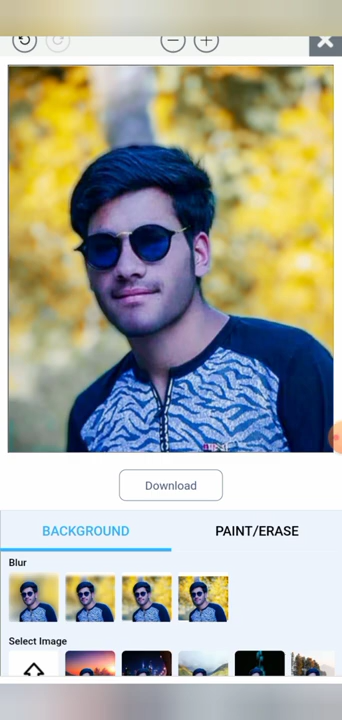 Download
BACKGROUND
PAINT/ERASE
Blur
Select Image